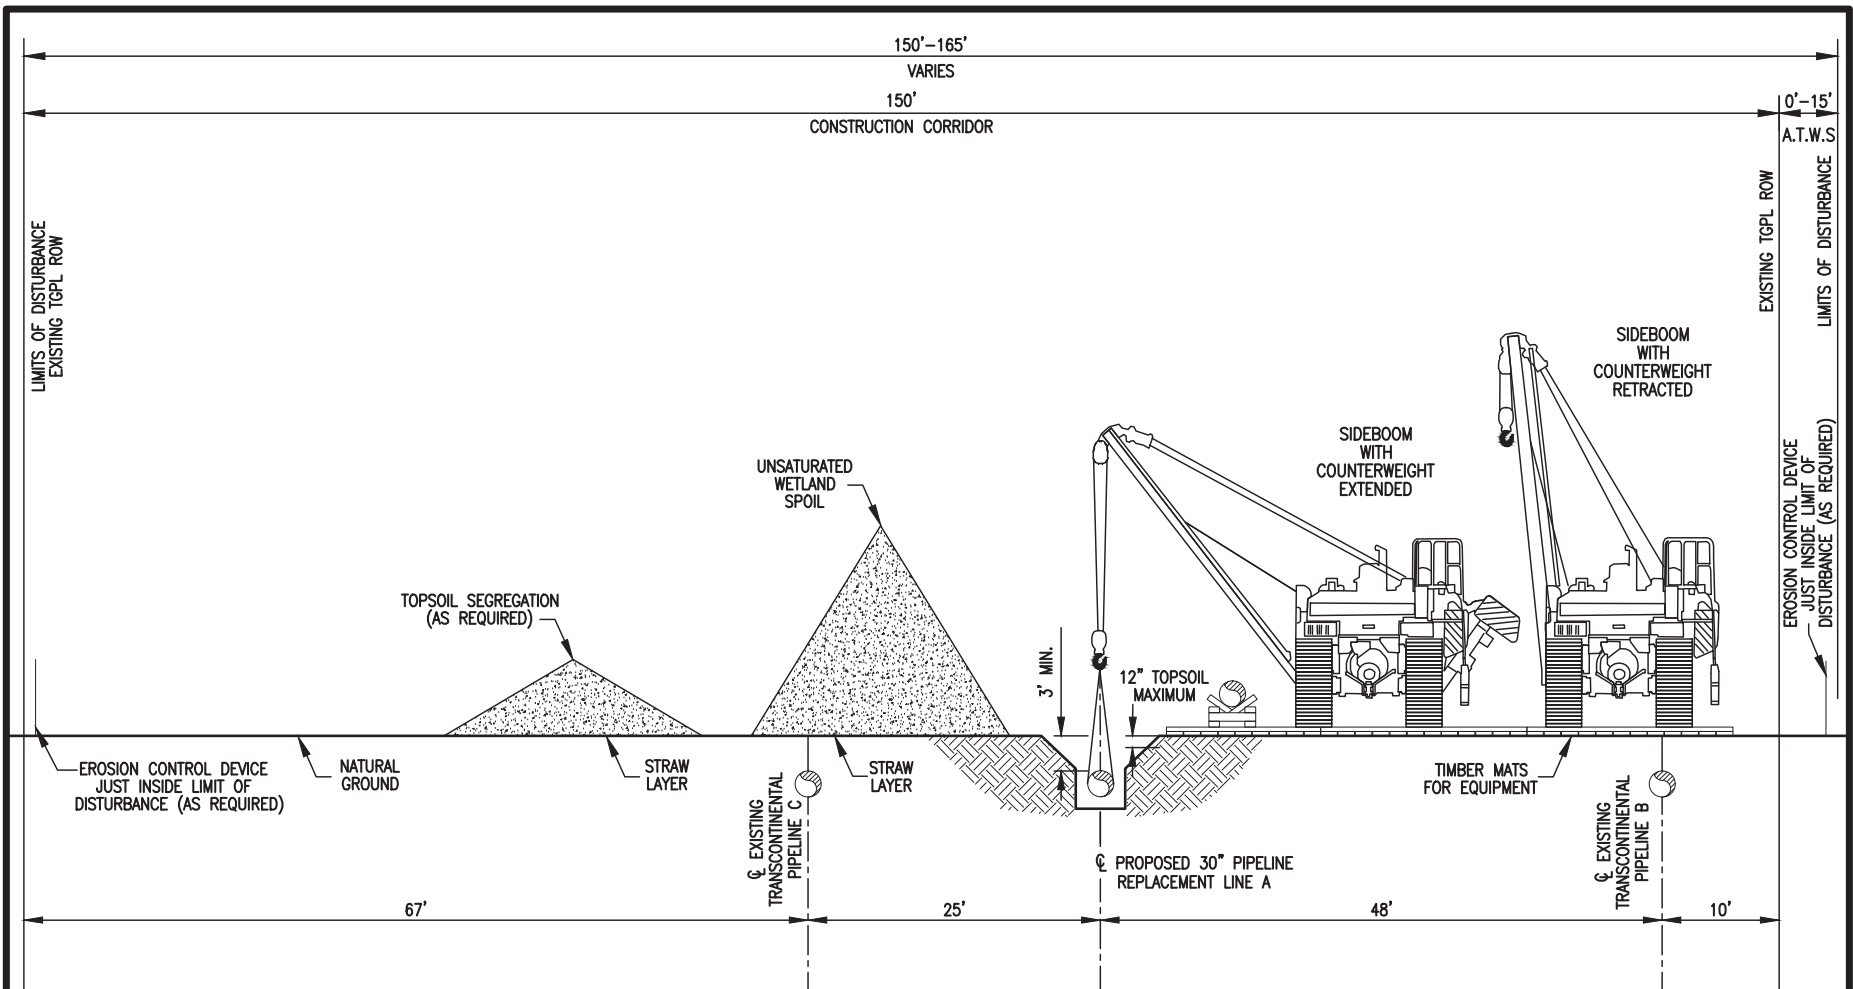 150'-165'
VARIES
150'
CONSTRUCTION CORRIDOR
0'-15'
A.T.W.S
LIMITS OF DISTURBANCE
EXISTING TGPL ROW
EXISTING TGPL ROW
LIMITS OF DISTURBANCE
SIDEBOOM
WITH
COUNTERWEIGHT
RETRACTED
SIDEBOOM
WITH
COUNTERWEIGHT
EXTENDED
UNSATURATED
WETLAND
SPOIL
EROSION CONTROL DEVICE
JUST INSIDE LIMIT OF
DISTURBANCE (AS REQUIRED)
TOPSOIL SEGREGATION
(AS REQUIRED)
3' MIN.
12" TOPSOIL
MAXIMUM
EROSION CONTROL DEVICE
JUST INSIDE LIMIT OF
DISTURBANCE (AS REQUIRED)
NATURAL
GROUND
STRAW
LAYER
STRAW
LAYER
TIMBER MATS
FOR EQUIPMENT
℄ EXISTING
TRANSCONTINENTAL
PIPELINE C
℄ PROPOSED 30" PIPELINE
REPLACEMENT LINE A
℄ EXISTING
TRANSCONTINENTAL
PIPELINE B
67'
25'
48'
10'